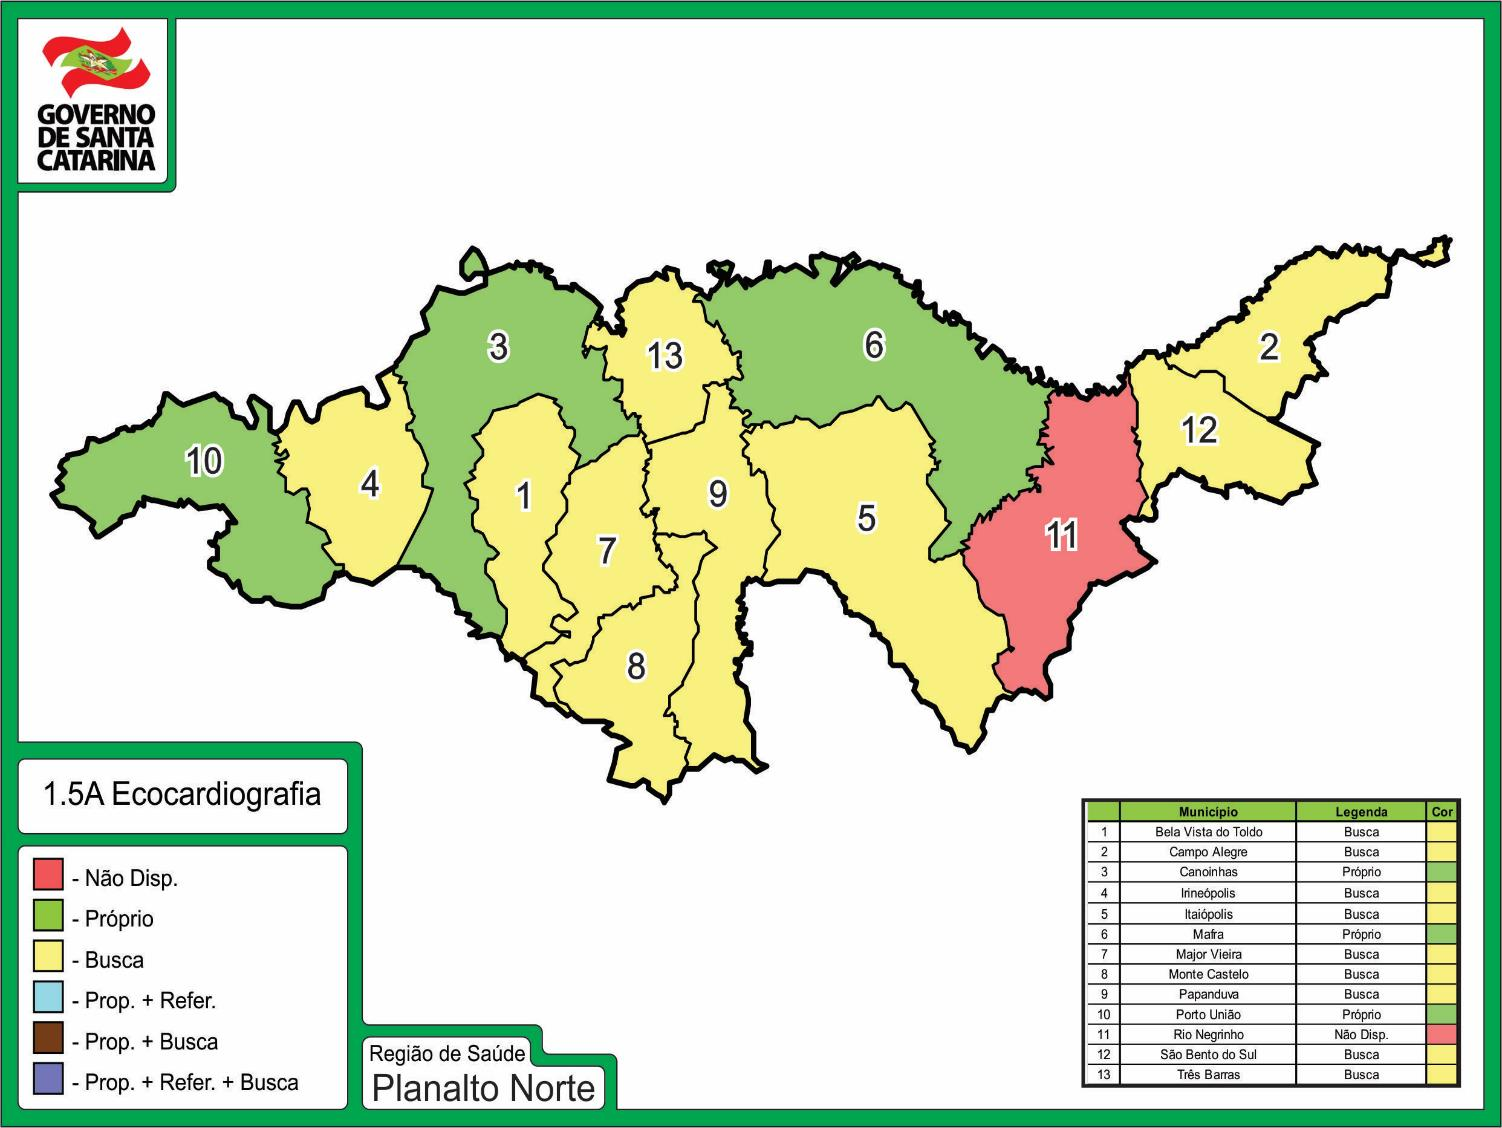 GOVERNO
DE SANTA
CATARINA
2
3
13
6
12
10
4
1
9
5
11
7
8
1.5A Ecocardiografia
- Não Disp.
- Próprio
- Busca
- Prop. + Refer.
- Prop. + Busca
- Prop. + Refer. + Busca
Região de Saúde
Planalto Norte
Município Legenda Cor
1 Bela Vista do Toldo Busca
2 Campo Alegre Busca
3 Canoinhas Próprio
4 Irineópolis Busca
5 Itaiópolis Busca
6 Mafra Próprio
7 Major Vieira Busca
8 Monte Castelo Busca
9 Papanduva Busca
10 Porto União Próprio
11 Rio Negrinho Não Disp.
12 São Bento do Sul Busca
13 Três Barras Busca